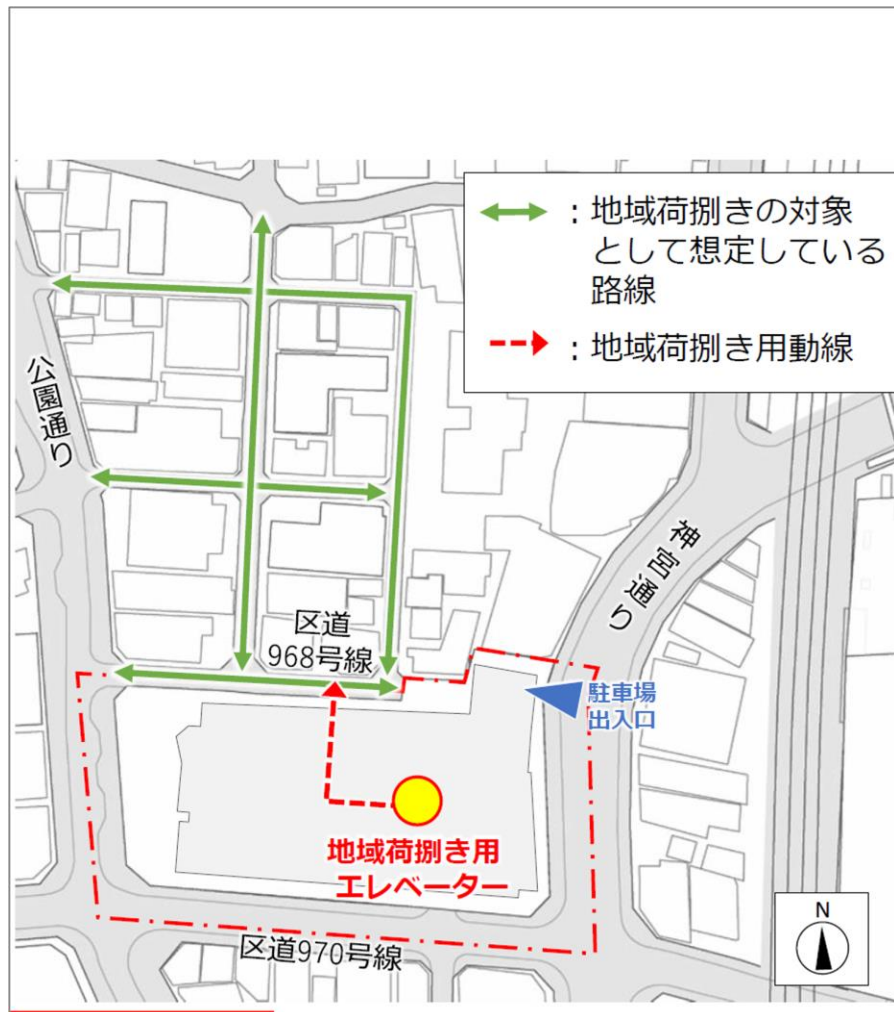 ：地域荷捌きの対象
として想定している
路線
：地域荷捌き用動線
公園通り
神宮通り
区道
968号線
駐車場
出入口
地域荷捌き用
エレベーター
区道970号線
N